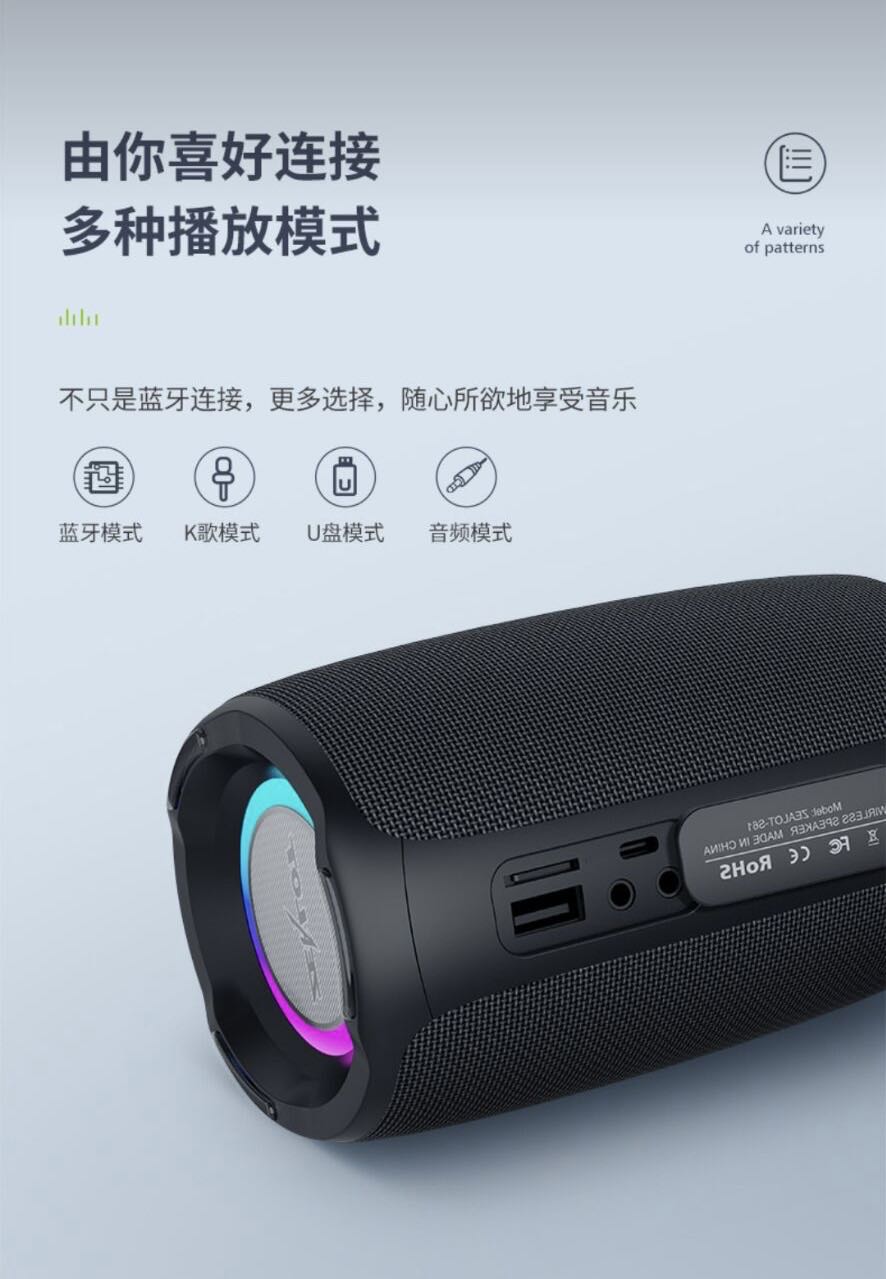 由你喜好连接
多种播放模式
A variety
of patterns
不只是蓝牙连接，更多选择，随心所欲地享受音乐
蓝牙模式
K歌模式
U盘模式
音频模式
Model: ZEALOT-S61
WIRLESS SPEAKER MADE IN CHINA
FC CE RoHS